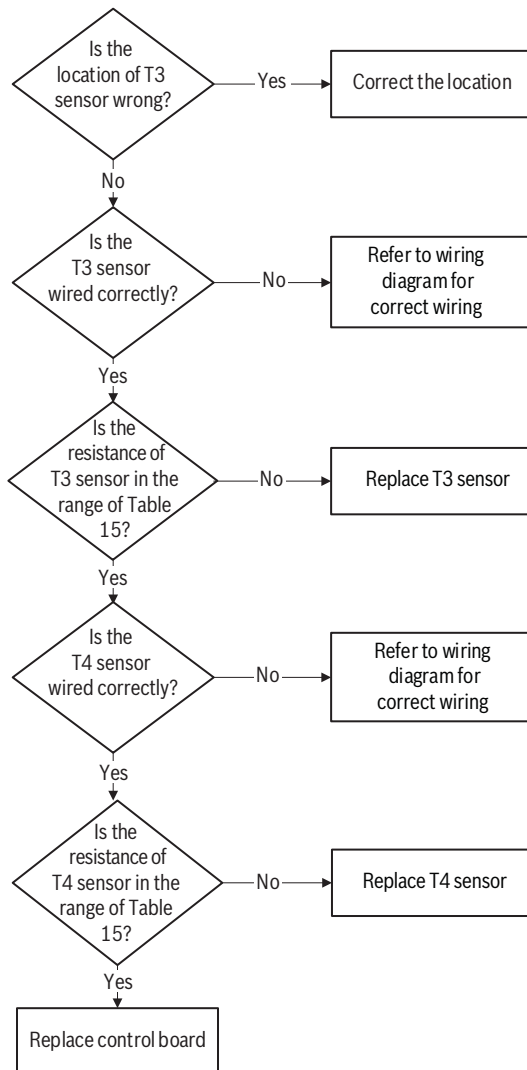 Is the
location of T3
sensor wrong?
Yes
Correct the location
No
Is the
T3 sensor
wired correctly?
No
Refer to wiring
diagram for
correct wiring
Yes
Is the
resistance of
T3 sensor in the
range of Table
15?
No
Replace T3 sensor
Yes
Is the
T4 sensor
wired correctly?
No
Refer to wiring
diagram for
correct wiring
Yes
Is the
resistance of
T4 sensor in the
range of Table
15?
No
Replace T4 sensor
Yes
Replace control board